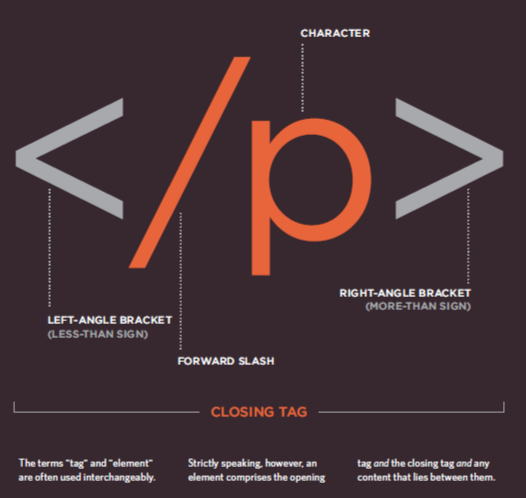 CHARACTER
</p>
RIGHT-ANGLE BRACKET
(MORE-THAN SIGN)
LEFT-ANGLE BRACKET
(LESS-THAN SIGN)
FORWARD SLASH
CLOSING TAG
The terms "tag" and "element"
are often used interchangeably.
Strictly speaking, however, an
element comprises the opening
tag and the closing tag and any
content that lies between them.